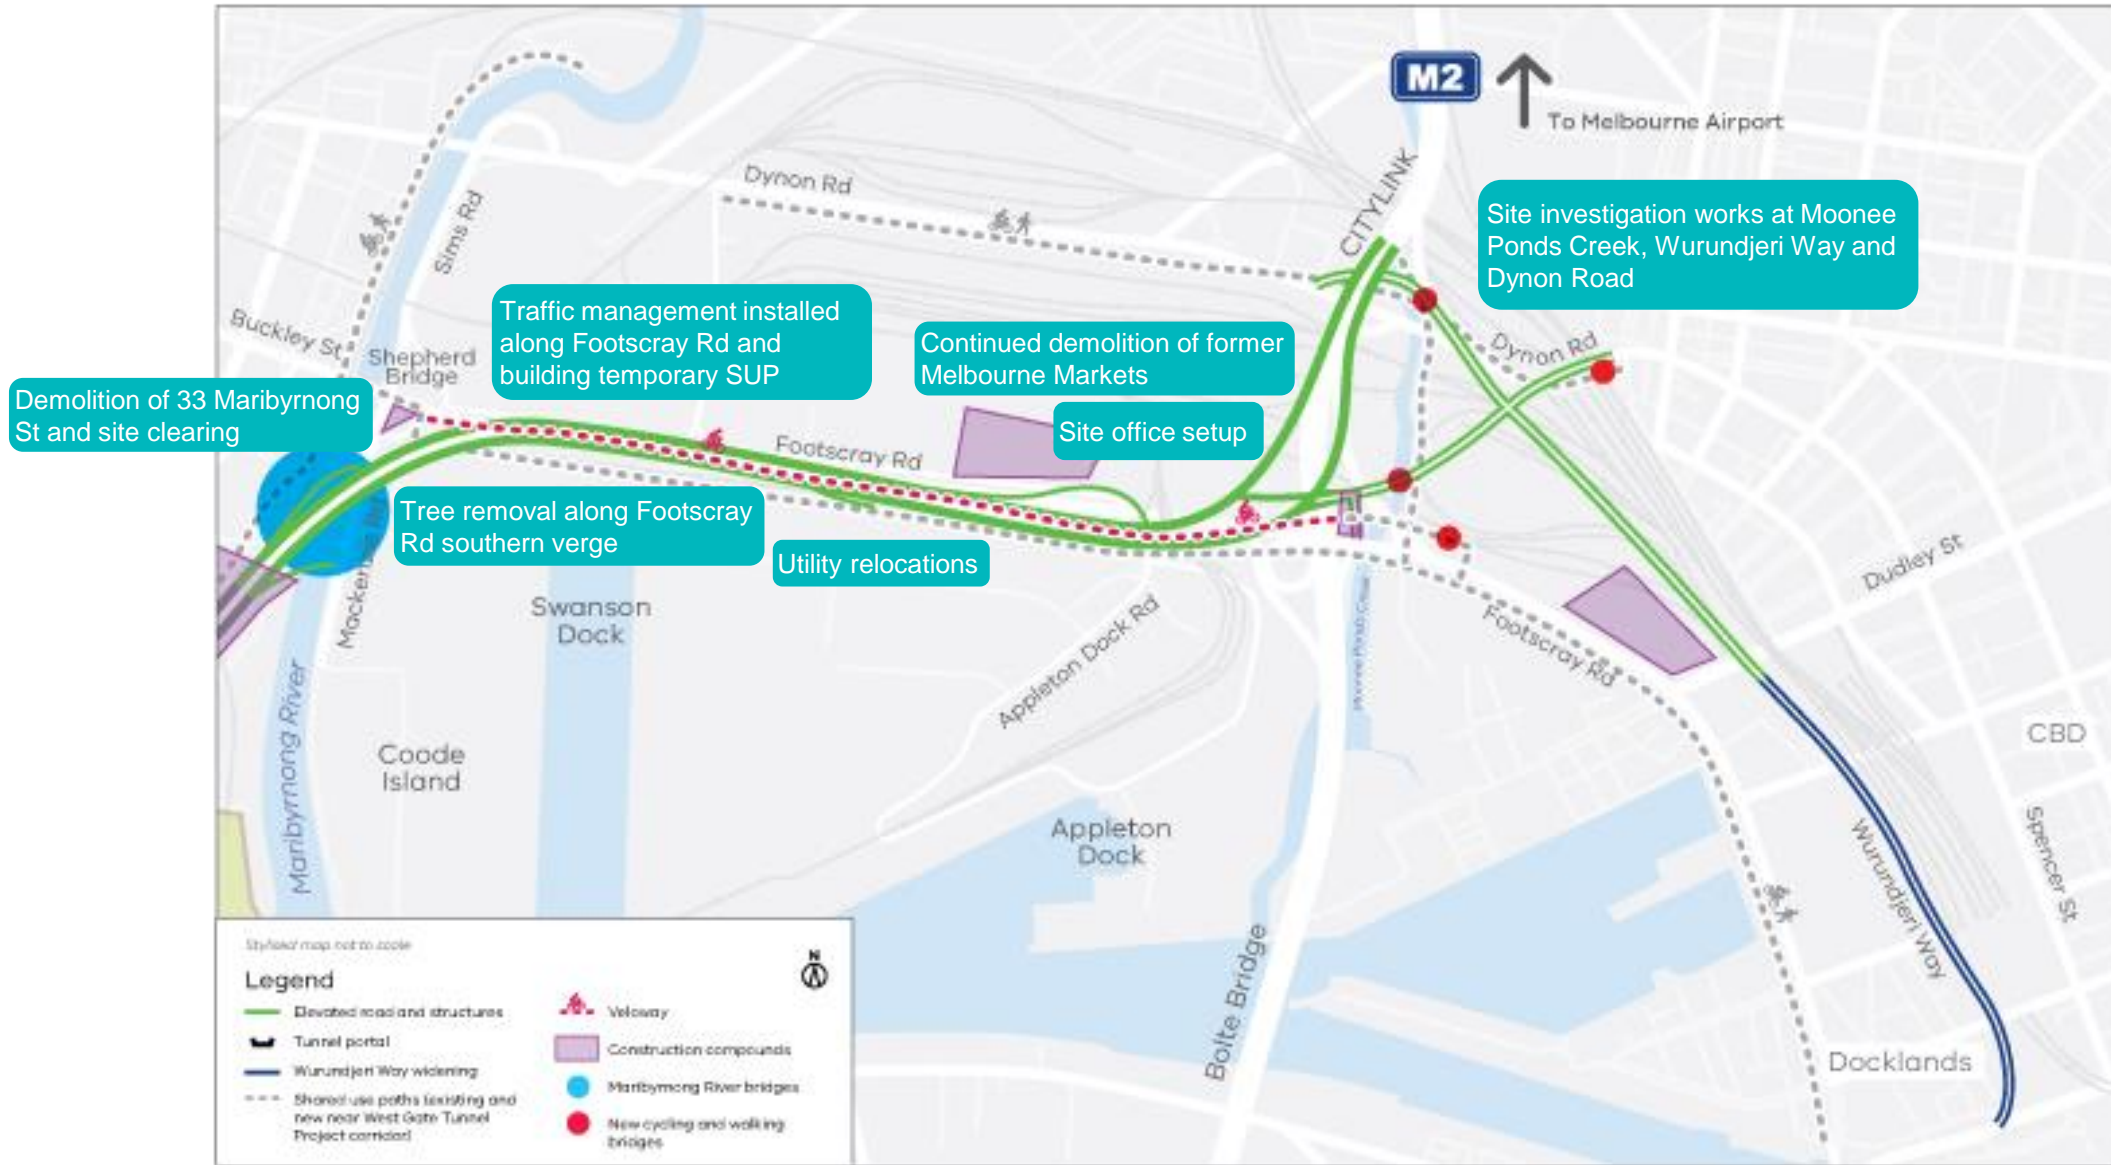 M2
To Melbourne Airport
Dynon Rd
CITYLINK
Sims Rd
Site investigation works at Moonee
Ponds Creek, Wurundjeri Way and
Dynon Road
Buckley St
Shepherd
Bridge
Traffic management installed
along Footscray Rd and
building temporary SUP
Continued demolition of former
Melbourne Markets
Dynon Rd
Demolition of 33 Maribyrnong
St and site clearing
Site office setup
Footscray Rd
Tree removal along Footscray
Rd southern verge
Utility relocations
Swanson
Dock
Appleton Dock Rd
Moonee Ponds Creek
Footscray Rd
Dudley St
Maribyrnong River
Coode
Island
CBD
Appleton
Dock
Spencer St
Wurundjeri Way
Bolte Bridge
Docklands
Stylised map not to scale
N
Legend
Elevated road and structures
Tunnel portal
Wurundjeri Way widening
Shared use paths (existing and
new near West Gate Tunnel
Project corridor)
Veloway
Construction compounds
Maribyrnong River bridges
New cycling and walking
bridges